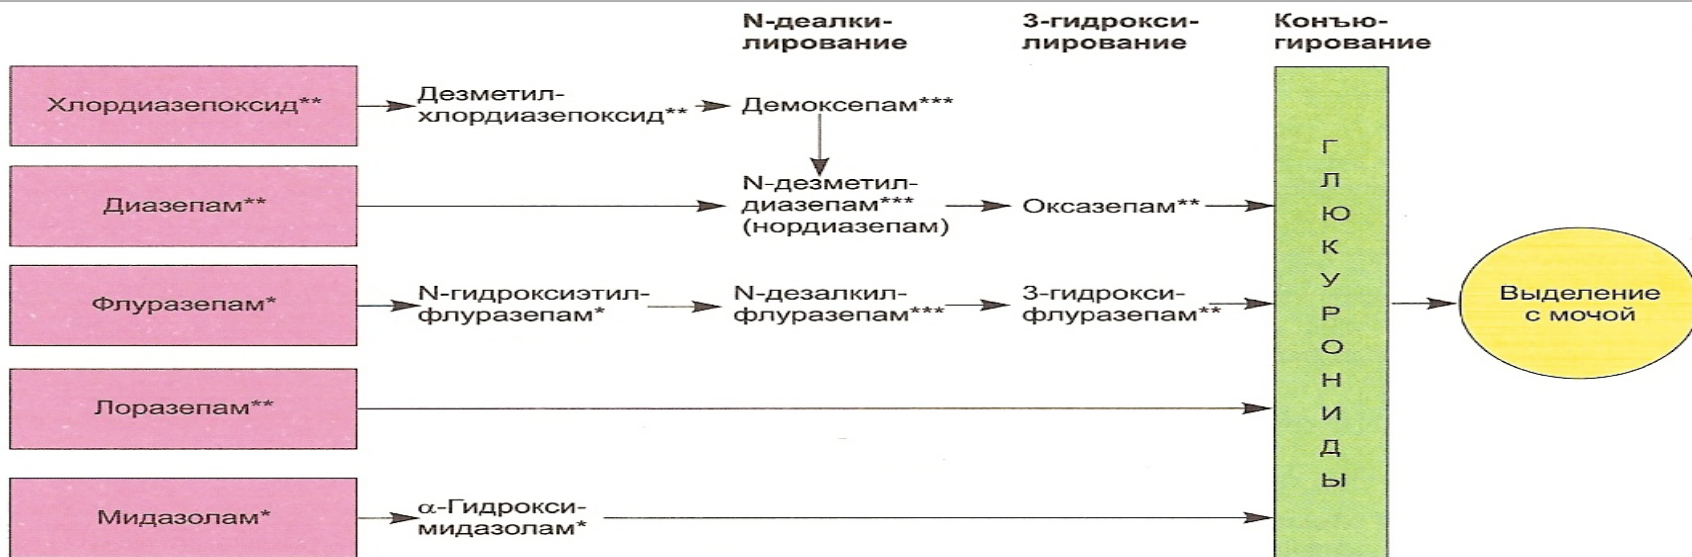 N-деалки-
лирование
3-гидрокси-
лирование
Конъю-
гирование
Хлордиазепоксид**
Дезметил-
хлордиазепоксид**
Демоксепам***
Диазепам**
N-дезметил-
диазепам***
(нордиазепам)
Оксазепам**
Флуразепам*
N-гидроксиэтил-
флуразепам*
N-дезалкил-
флуразепам***
3-гидрокси-
флуразепам**
Лоразепам**
Мидазолам*
α-Гидрокси-
мидазолам*
Г
Л
Ю
К
У
Р
О
Н
И
Д
Ы
Выделение
с мочой